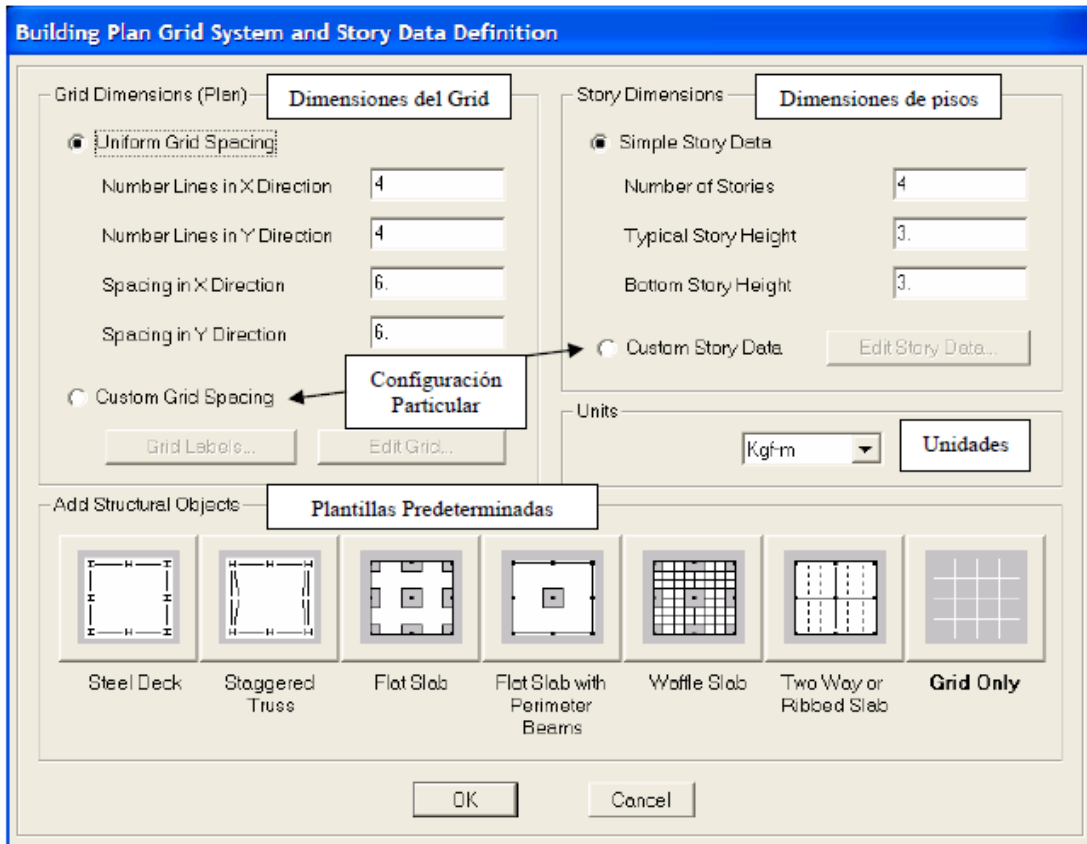 Building Plan Grid System and Story Data Definition
Grid Dimensions (Plan)
Dimensiones del Grid
Uniform Grid Spacing
Number Lines in X Direction
4
Number Lines in Y Direction
4
Spacing in X Direction
6.
Spacing in Y Direction
6.
Custom Grid Spacing
Grid Labels...
Edit Grid...
Configuración
Particular
Story Dimensions
Dimensiones de pisos
Simple Story Data
Number of Stories
4
Typical Story Height
3.
Bottom Story Height
3.
Custom Story Data
Edit Story Data...
Units
Kgf-m
Unidades
Add Structural Objects
Plantillas Predeterminadas
Steel Deck
Staggered
Truss
Flat Slab
Flat Slab with
Perimeter
Beams
Waffle Slab
Two Way or
Ribbed Slab
Grid Only
OK
Cancel